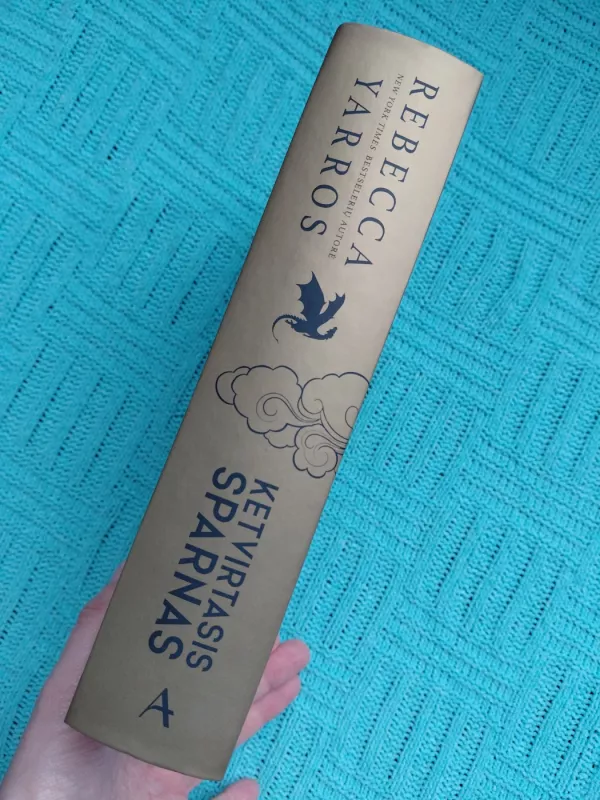 REBECCA
NEW YORK TIMES BESTSELERIŲ AUTORĖ
YARROS
KETVIRTASIS
SPARNAS
A